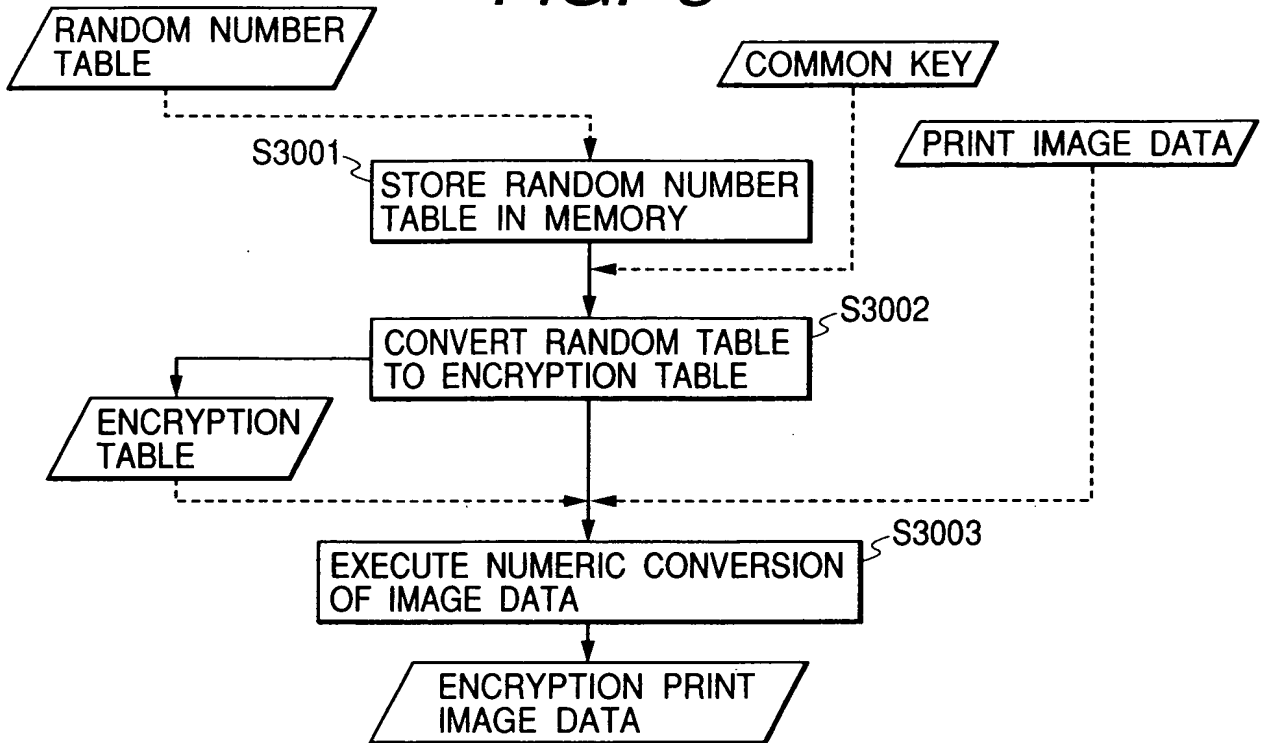 RANDOM NUMBER
TABLE
COMMON KEY
PRINT IMAGE DATA
S3001
STORE RANDOM NUMBER
TABLE IN MEMORY
S3002
CONVERT RANDOM TABLE
TO ENCRYPTION TABLE
ENCRYPTION
TABLE
S3003
EXECUTE NUMERIC CONVERSION
OF IMAGE DATA
ENCRYPTION PRINT
IMAGE DATA